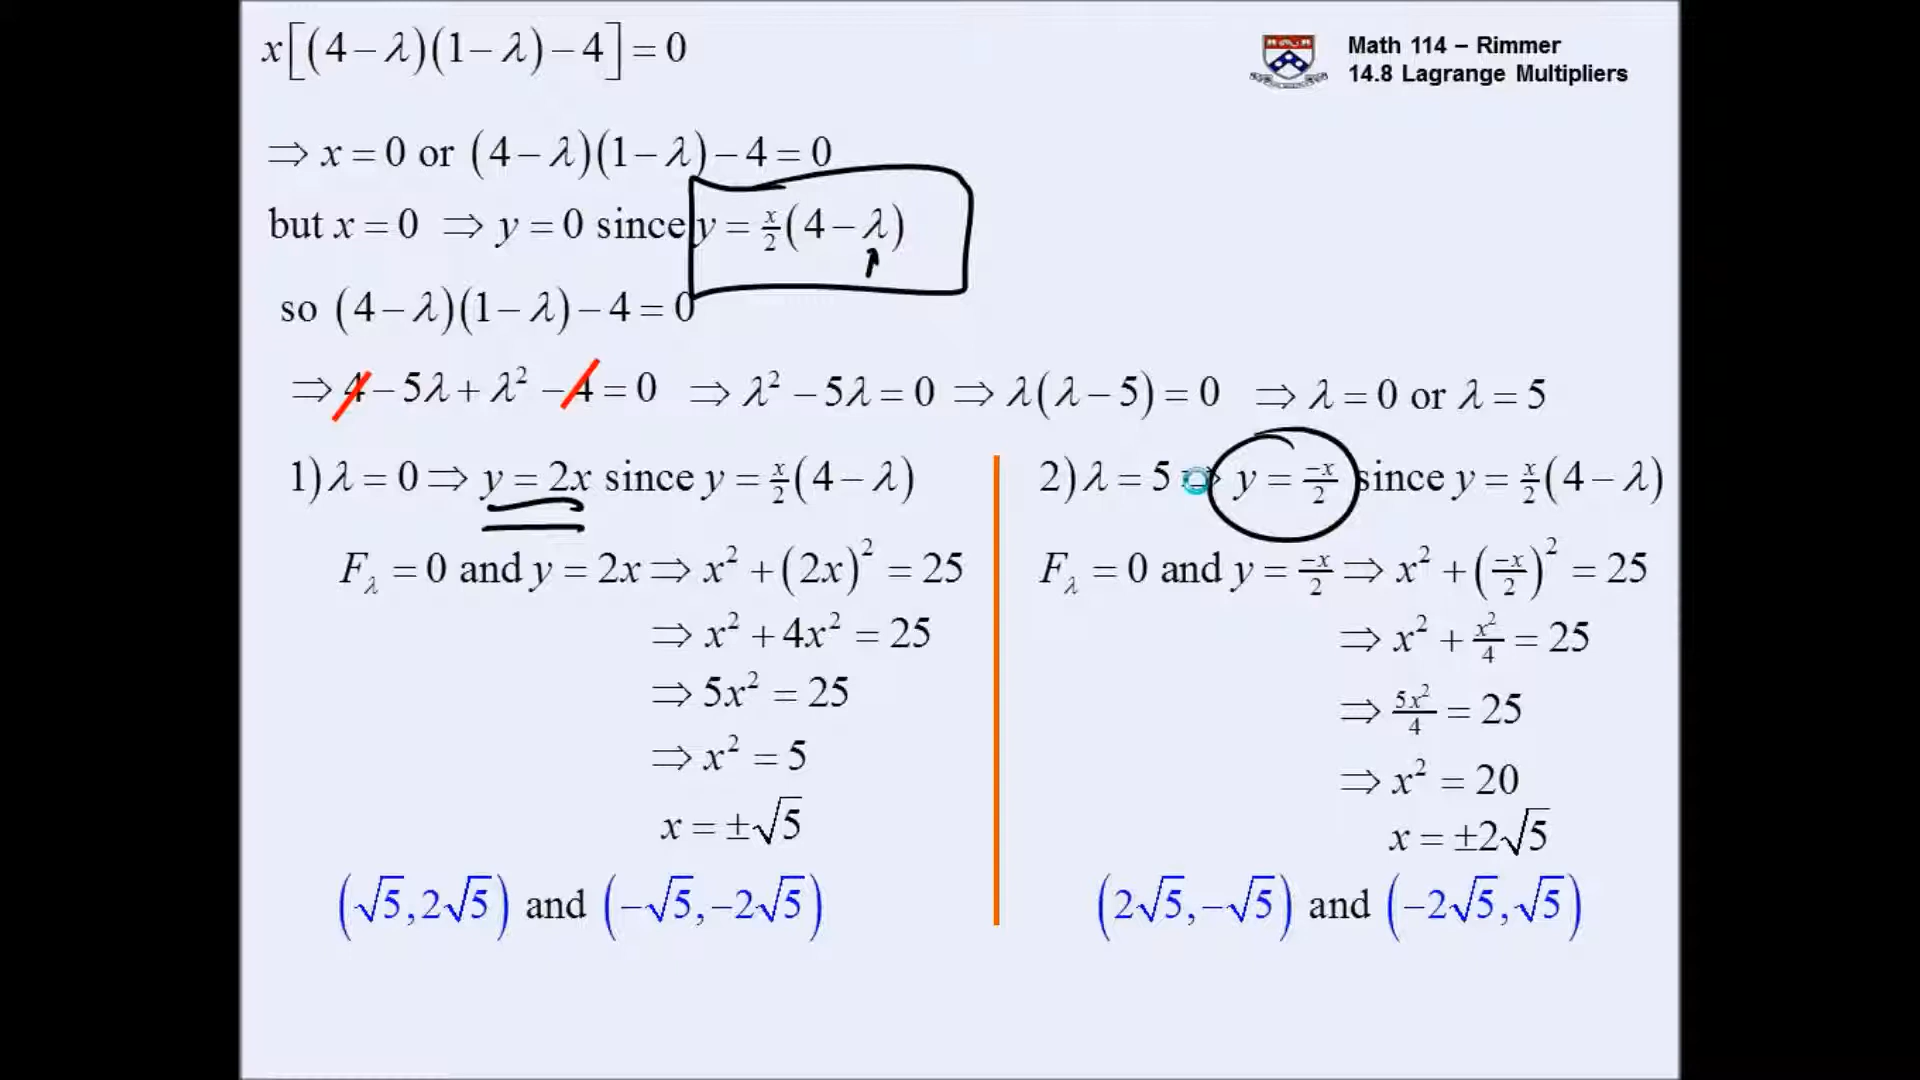 x[(4−λ)(1−λ)−4]=0
Math 114 – Rimmer
14.8 Lagrange Multipliers
⇒ x = 0 or (4−λ)(1−λ)−4 = 0
but x = 0 ⇒ y = 0 since y = x/2(4−λ)
so (4−λ)(1−λ)−4 = 0
⇒ 4−5λ+λ²−4 = 0 ⇒ λ²−5λ = 0 ⇒ λ(λ−5) = 0 ⇒ λ = 0 or λ = 5
1) λ = 0 ⇒ y = 2x since y = x/2(4−λ)
F_λ = 0 and y = 2x ⇒ x² + (2x)² = 25
⇒ x² + 4x² = 25
⇒ 5x² = 25
⇒ x² = 5
x = ±√5
(√5, 2√5) and (−√5, −2√5)
2) λ = 5 ⇒ y = −x/2 since y = x/2(4−λ)
F_λ = 0 and y = −x/2 ⇒ x² + (−x/2)² = 25
⇒ x² + x²/4 = 25
⇒ 5x²/4 = 25
⇒ x² = 20
x = ±2√5
(2√5, −√5) and (−2√5, √5)